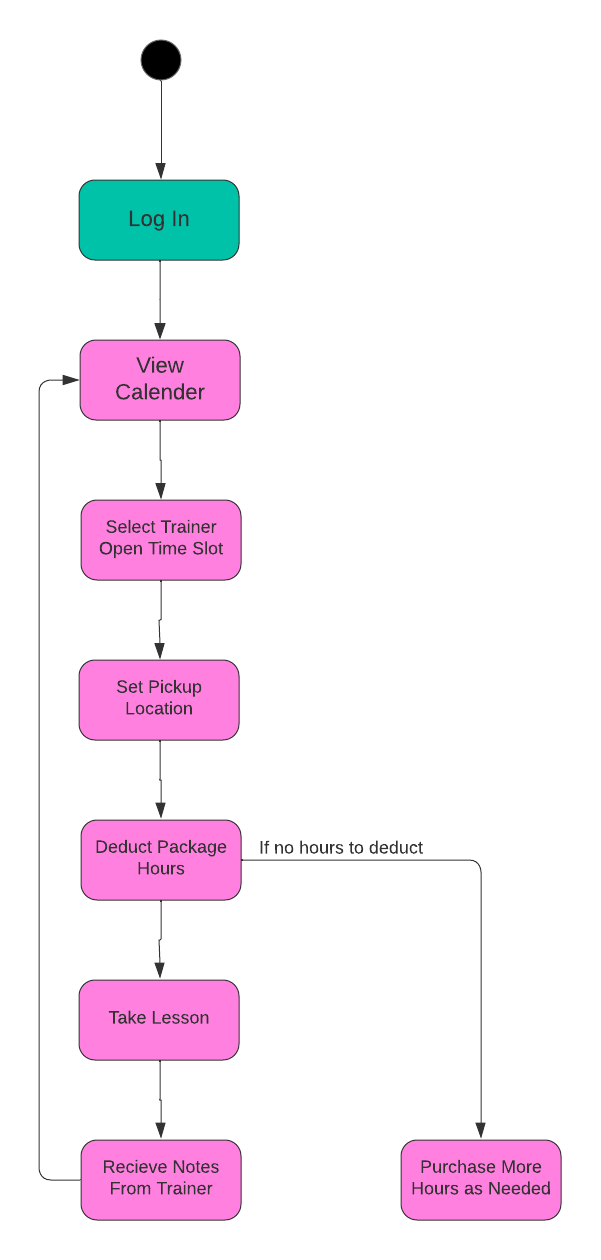 Log In
View
Calender
Select Trainer
Open Time Slot
Set Pickup
Location
Deduct Package
Hours
If no hours to deduct
Take Lesson
Recieve Notes
From Trainer
Purchase More
Hours as Needed